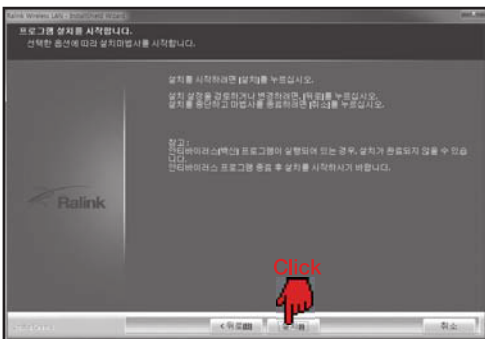 Ralink Wireless LAN - InstallShield Wizard
프로그램 설치를 시작합니다.
선택한 옵션에 따라 설치마법사를 시작합니다.
설치를 시작하려면 [설치]를 누르십시오.
설치 설정을 검토하거나 변경하려면, [뒤로]를 누르십시오.
설치를 중단하고 마법사를 종료하려면 [취소]를 누르십시오.
참고 :
안티바이러스(백신) 프로그램이 실행되어 있는 경우, 설치가 완료되지 않을 수 있습
니다.
안티바이러스 프로그램 종료 후 설치를 시작하시기 바랍니다.
Ralink
Click
InstallShield
< 뒤로(B)
취소